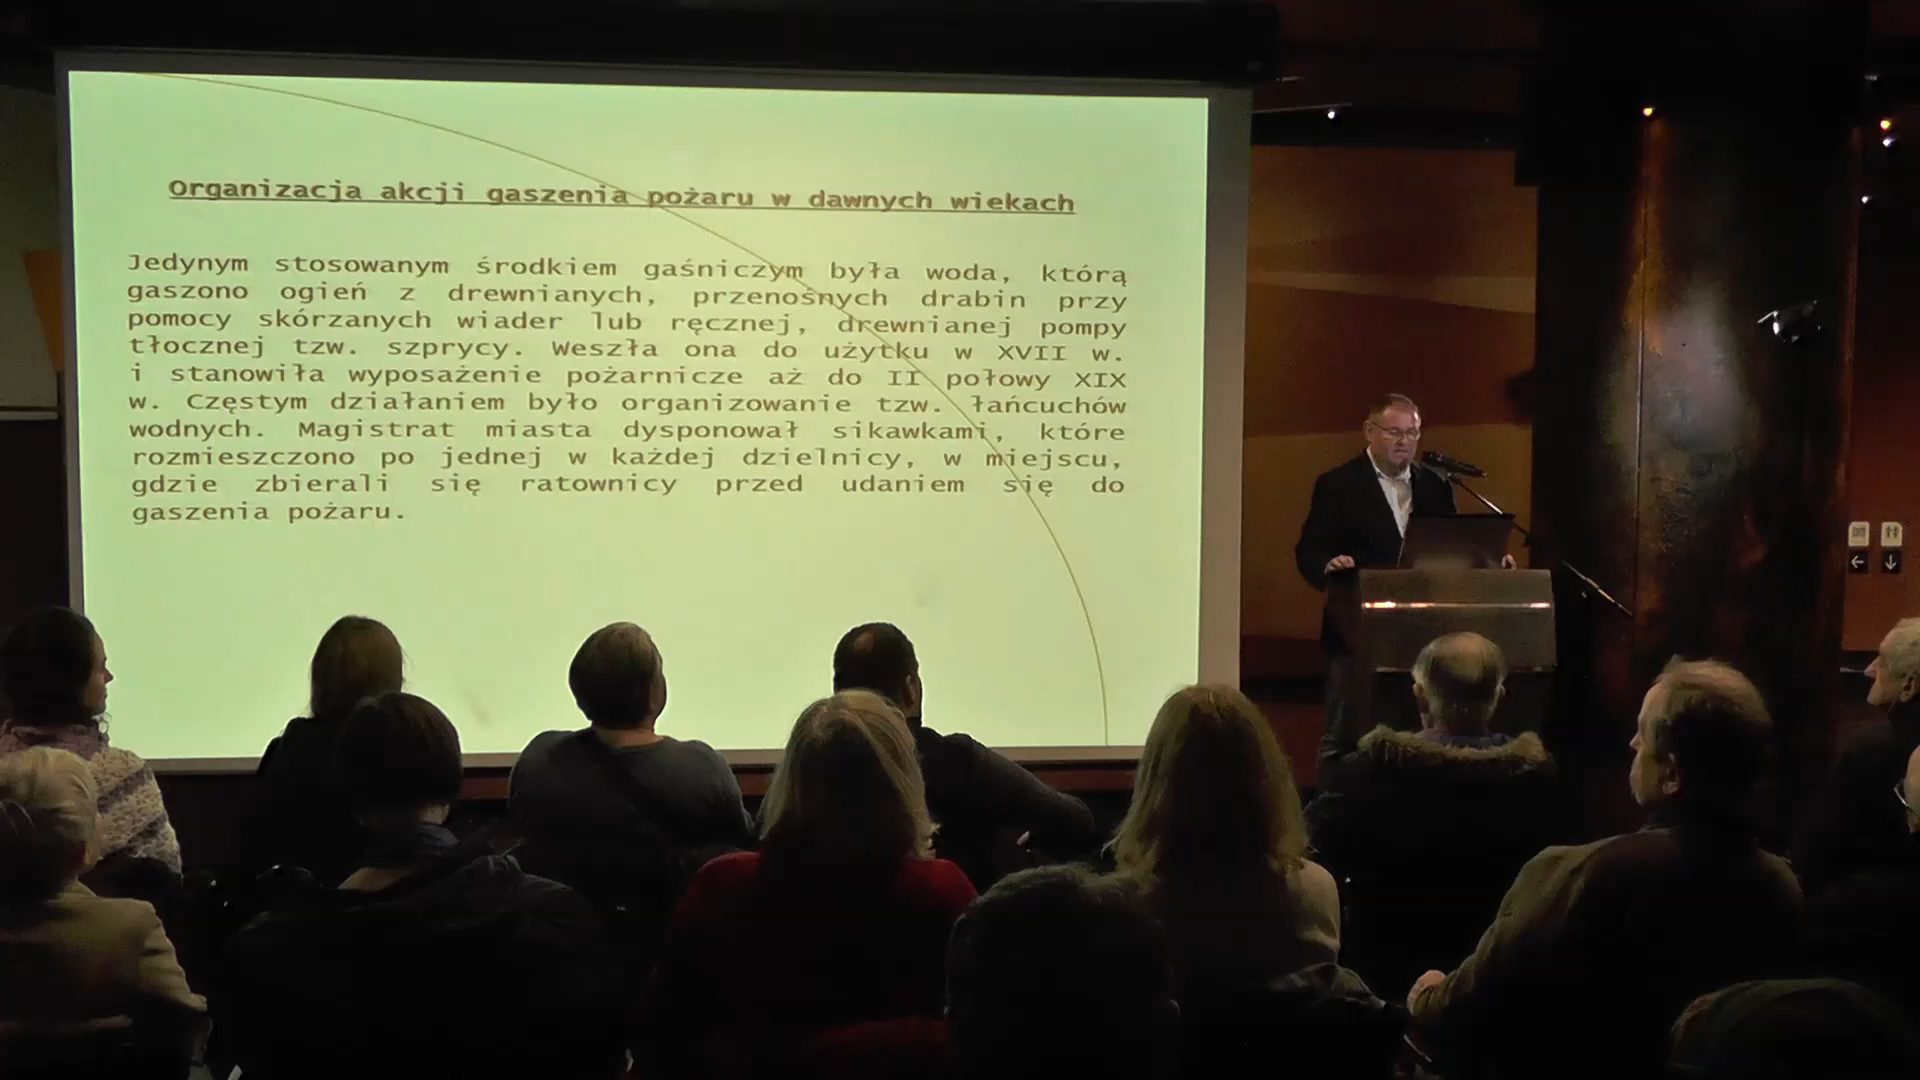 Organizacja akcji gaszenia pożaru w dawnych wiekach
Jedynym stosowanym środkiem gaśniczym była woda, którą
gaszono ogień z drewnianych, przenośnych drabin przy
pomocy skórzanych wiader lub ręcznej, drewnianej pompy
tłocznej tzw. szprycy. Weszła ona do użytku w XVII w.
i stanowiła wyposażenie pożarnicze aż do II połowy XIX
w. Częstym działaniem było organizowanie tzw. łańcuchów
wodnych. Magistrat miasta dysponował sikawkami, które
rozmieszczono po jednej w każdej dzielnicy, w miejscu,
gdzie zbierali się ratownicy przed udaniem się do
gaszenia pożaru.